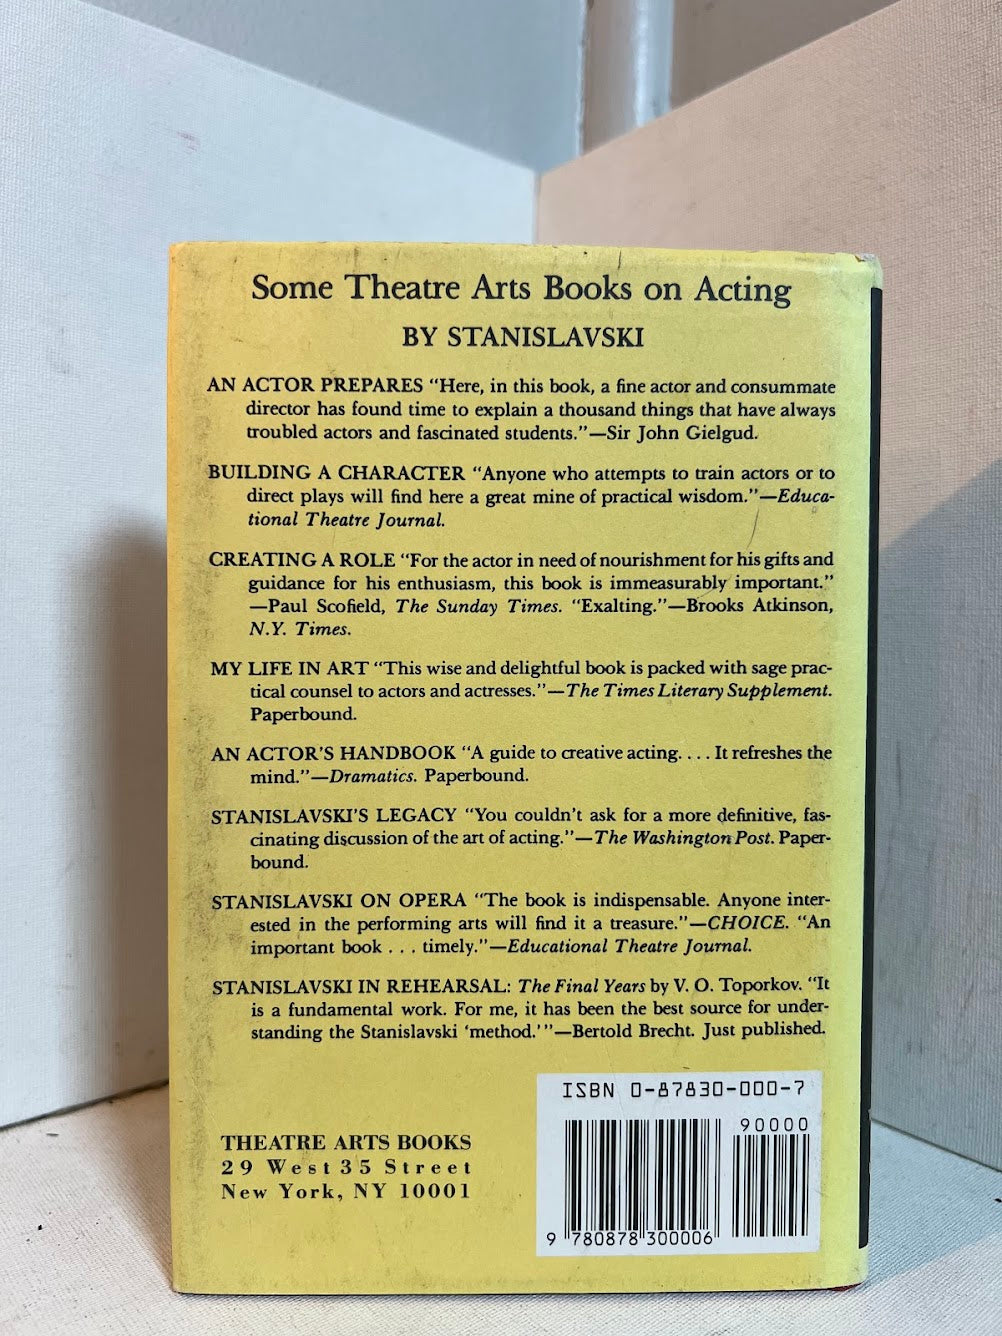 Some Theatre Arts Books on Acting
BY STANISLAVSKI
AN ACTOR PREPARES “Here, in this book, a fine actor and consummate
director has found time to explain a thousand things that have always
troubled actors and fascinated students.”—Sir John Gielgud.
BUILDING A CHARACTER “Anyone who attempts to train actors or to
direct plays will find here a great mine of practical wisdom.”—Educa-
tional Theatre Journal.
CREATING A ROLE “For the actor in need of nourishment for his gifts and
guidance for his enthusiasm, this book is immeasurably important.”
—Paul Scofield, The Sunday Times. “Exalting.”—Brooks Atkinson,
N.Y. Times.
MY LIFE IN ART “This wise and delightful book is packed with sage prac-
tical counsel to actors and actresses.”—The Times Literary Supplement.
Paperbound.
AN ACTOR’S HANDBOOK “A guide to creative acting. . . . It refreshes the
mind.”—Dramatics. Paperbound.
STANISLAVSKI’S LEGACY “You couldn’t ask for a more definitive, fas-
cinating discussion of the art of acting.”—The Washington Post. Paper-
bound.
STANISLAVSKI ON OPERA “The book is indispensable. Anyone inter-
ested in the performing arts will find it a treasure.”—CHOICE. “An
important book . . . timely.”—Educational Theatre Journal.
STANISLAVSKI IN REHEARSAL: The Final Years by V. O. Toporkov. “It
is a fundamental work. For me, it has been the best source for under-
standing the Stanislavski ‘method.’”—Bertold Brecht. Just published.
THEATRE ARTS BOOKS
29 West 35 Street
New York, NY 10001
ISBN 0-87830-000-7
90000
9 780878 300006